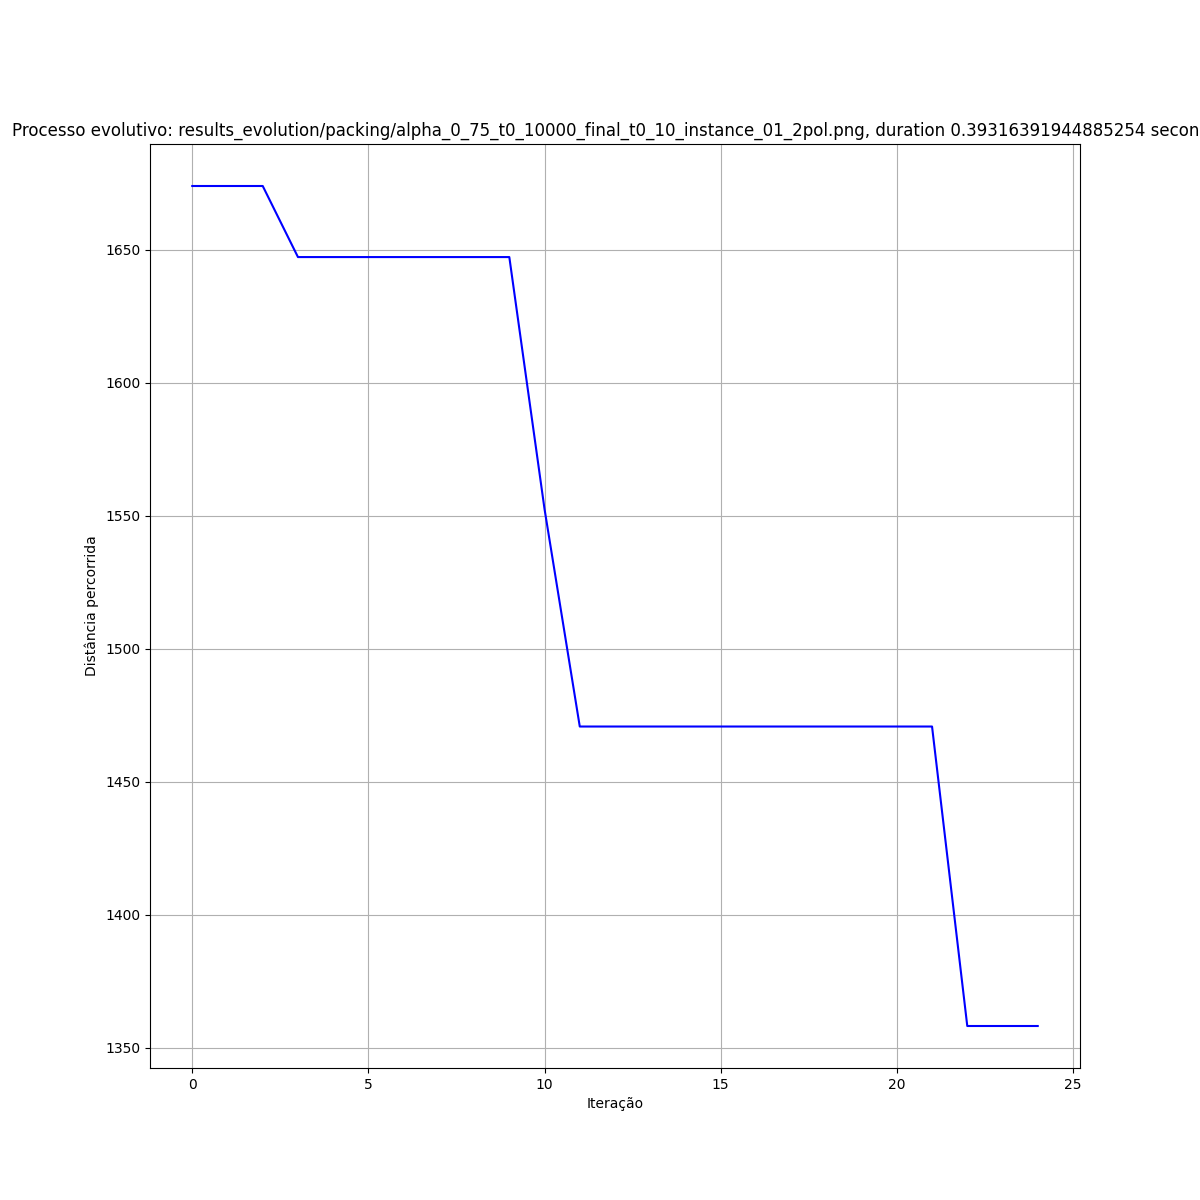 Processo evolutivo: results_evolution/packing/alpha_0_75_t0_10000_final_t0_10_instance_01_2pol.png, duration 0.39316391944885254 secon
1650
1600
1550
1500
1450
1400
1350
Distância percorrida
0 5 10 15 20 25
Iteração